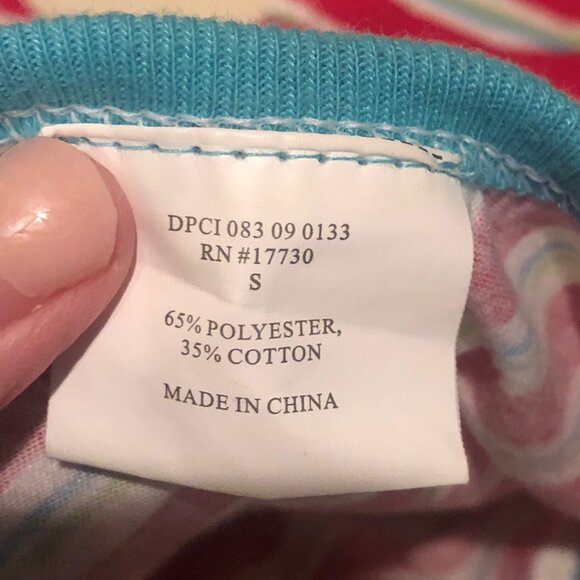 DPCI 083 09 0133
RN #17730
S
65% POLYESTER,
35% COTTON
MADE IN CHINA